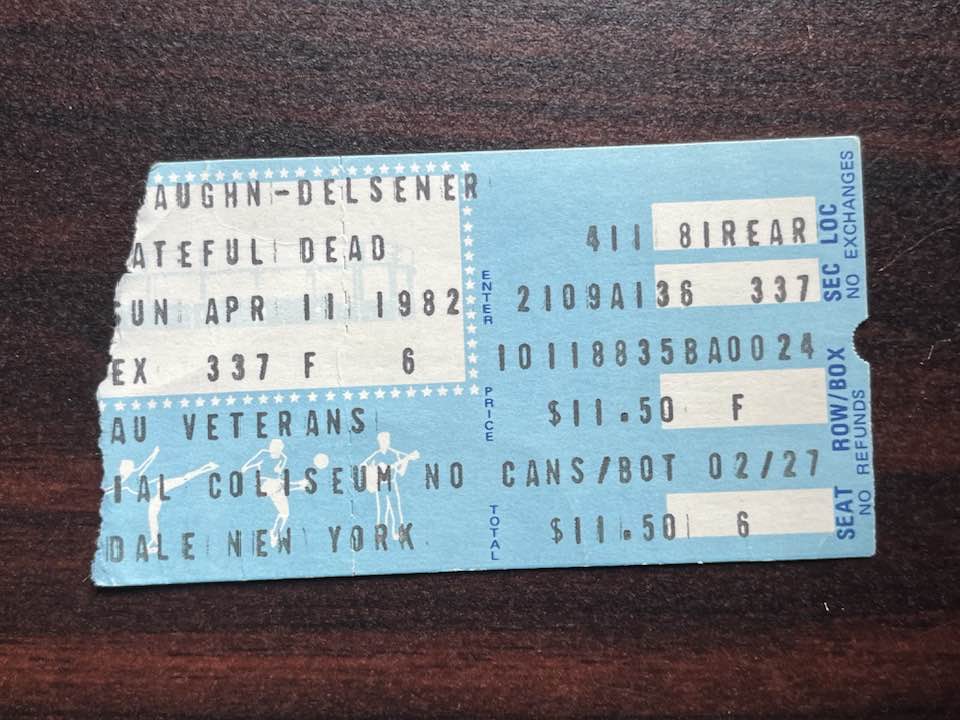 AUGHN-DELSENER
ATEFUL DEAD
SUN APR 11 1982
EX 337 F 6
AU VETERANS
IAL COLISEUM NO CANS/BOT 02/27
DALE NEW YORK
ENTER
PRICE
TOTAL
411 81REAR
2109A136 337
10118835BA0024
$11.50 F
$11.50 6
SEC LOC
NO EXCHANGES
ROW/BOX
NO REFUNDS
SEAT